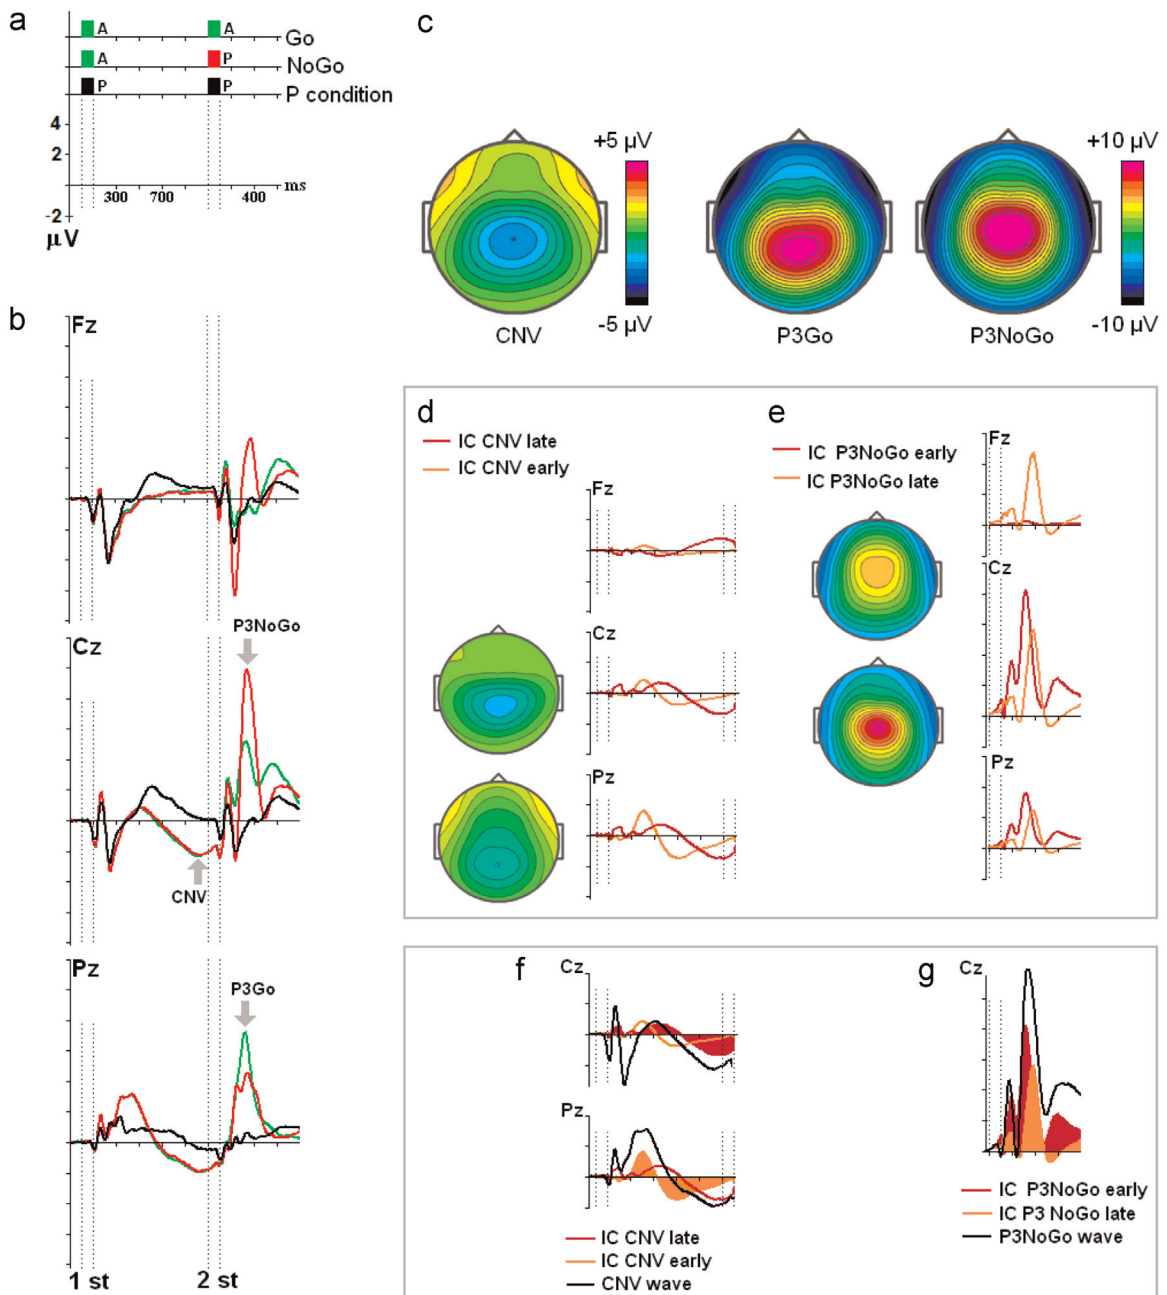 a
A A Go
A P NoGo
P P P condition
4
2
-2
µV
300 700 400 ms
b
Fz
Cz
P3NoGo
CNV
Pz
P3Go
1 st 2 st
c
+5 µV
-5 µV
+10 µV
-10 µV
CNV
P3Go
P3NoGo
d
IC CNV late
IC CNV early
Fz
Cz
Pz
e
IC P3NoGo early
IC P3NoGo late
Fz
Cz
Pz
f
Cz
Pz
IC CNV late
IC CNV early
CNV wave
g
Cz
IC P3NoGo early
IC P3 NoGo late
P3NoGo wave